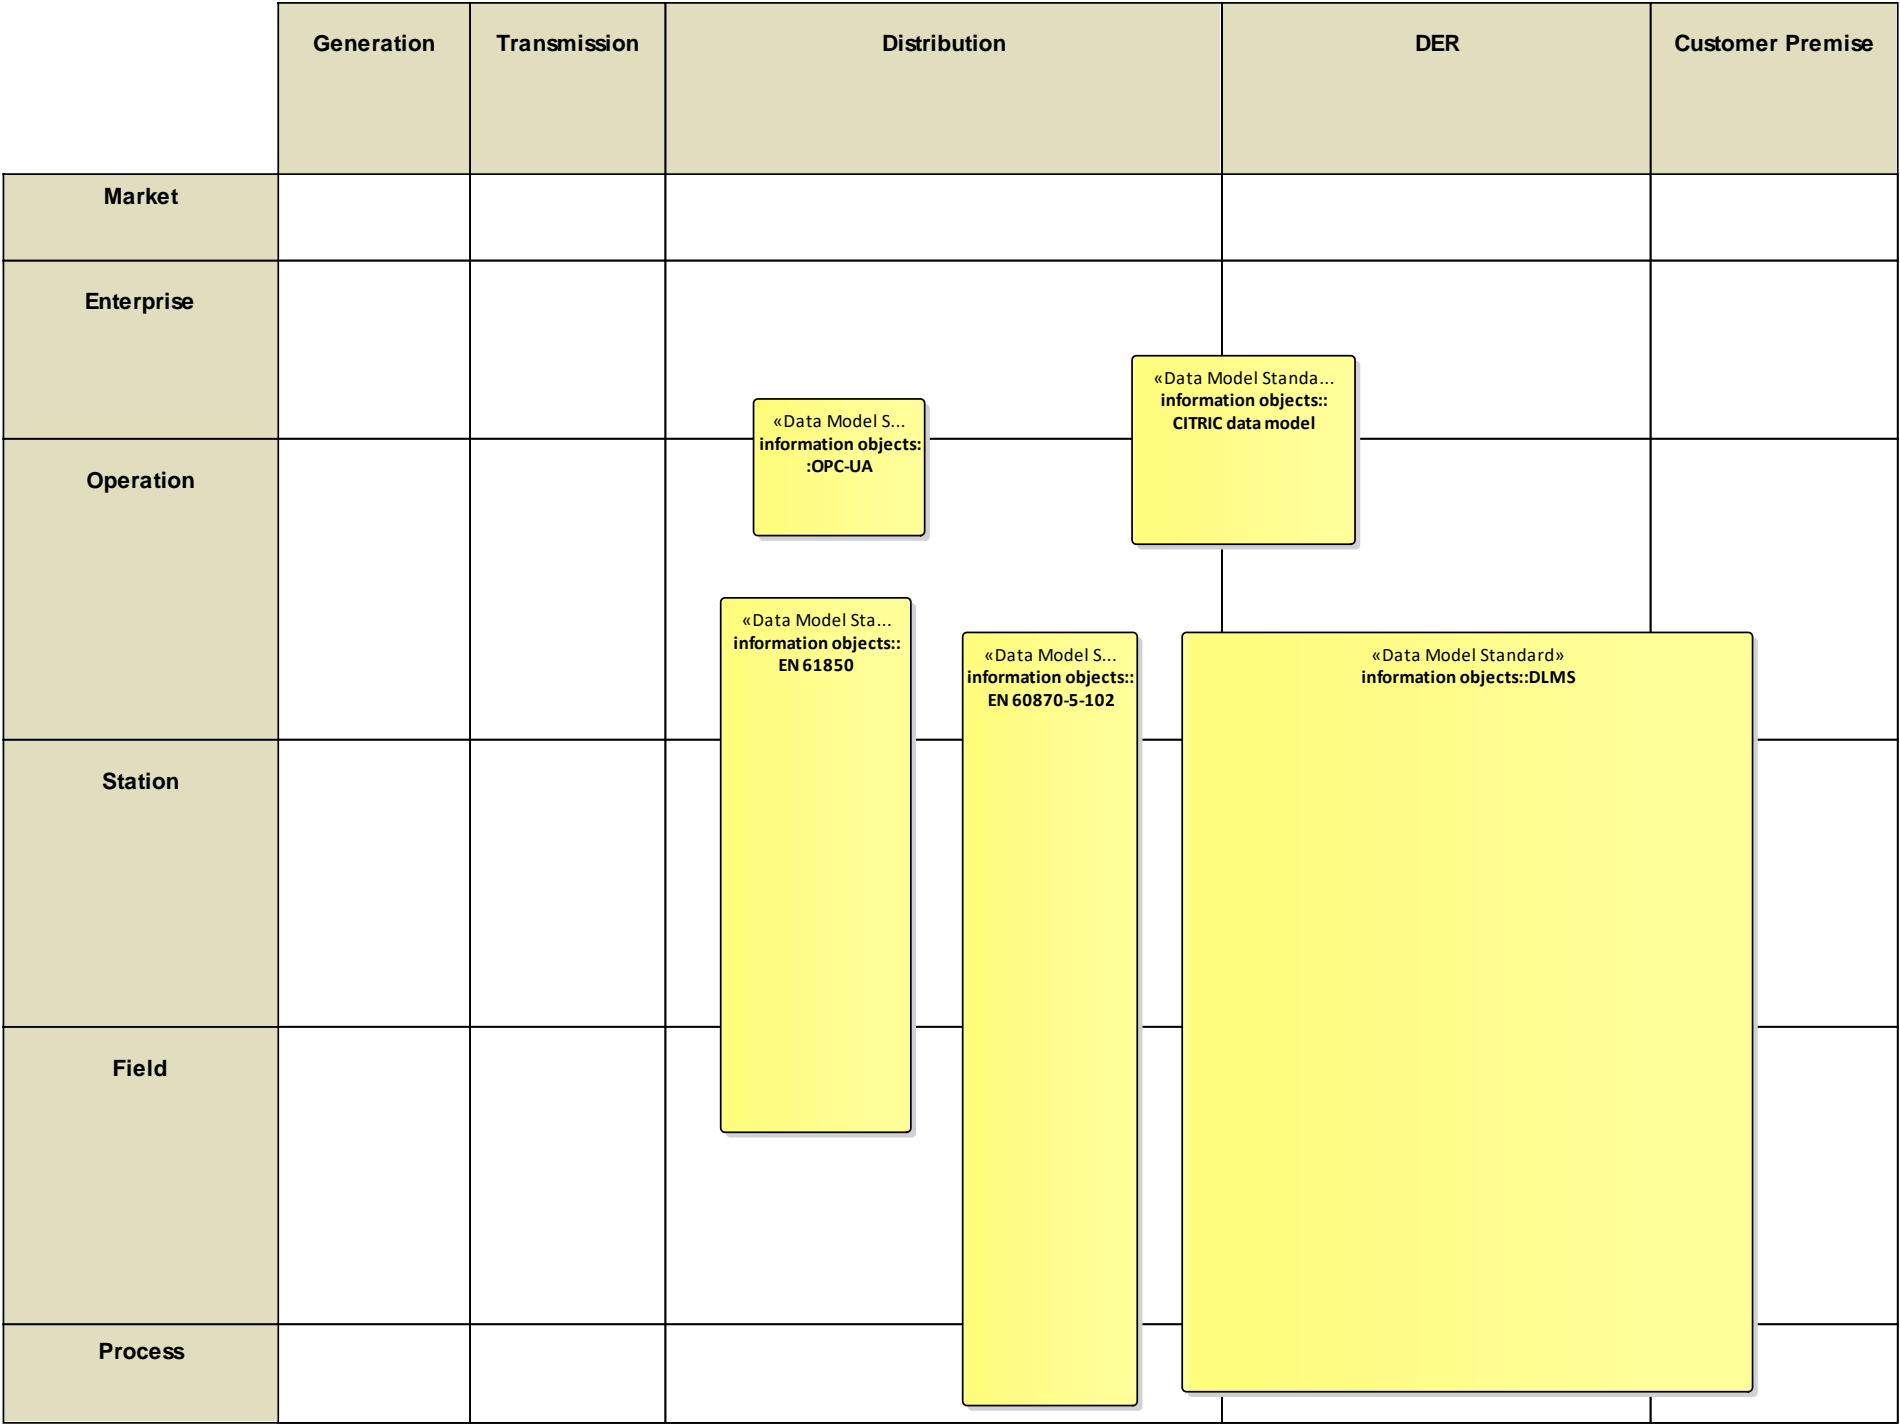 Generation
Transmission
Distribution
DER
Customer Premise
Market
Enterprise
«Data Model Standa...
information objects::
CITRIC data model
«Data Model S...
information objects:
:OPC-UA
Operation
«Data Model Sta...
information objects::
EN 61850
«Data Model S...
information objects::
EN 60870-5-102
«Data Model Standard»
information objects::DLMS
Station
Field
Process